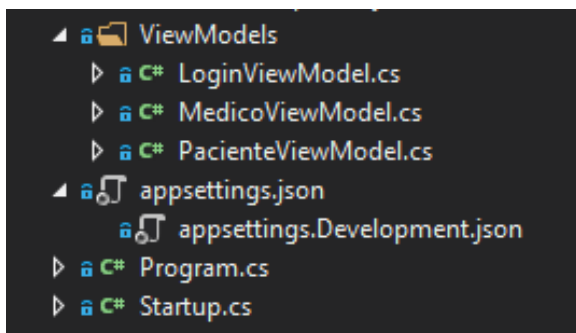 ViewModels
C# LoginViewModel.cs
C# MedicoViewModel.cs
C# PacienteViewModel.cs
appsettings.json
appsettings.Development.json
C# Program.cs
C# Startup.cs